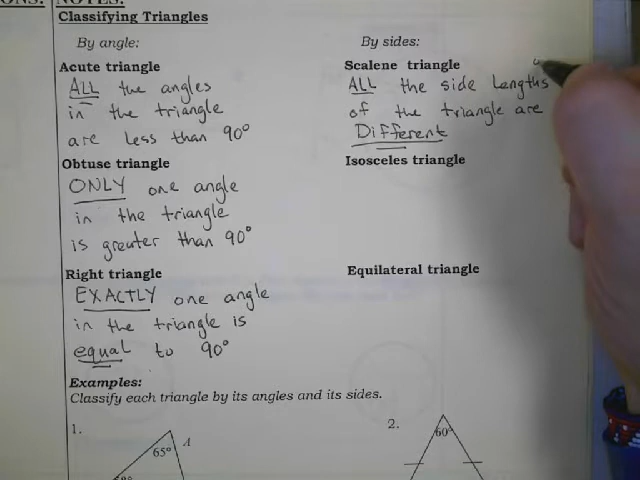 NOTES:
Classifying Triangles
By angle:
Acute triangle
ALL the angles
in the triangle
are less than 90°
Obtuse triangle
ONLY one angle
in the triangle
is greater than 90°
Right triangle
EXACTLY one angle
in the triangle is
equal to 90°
By sides:
Scalene triangle
ALL the side lengths
of the triangle are
Different
Isosceles triangle
Equilateral triangle
Examples:
Classify each triangle by its angles and its sides.
1.
A
65°
2.
60°